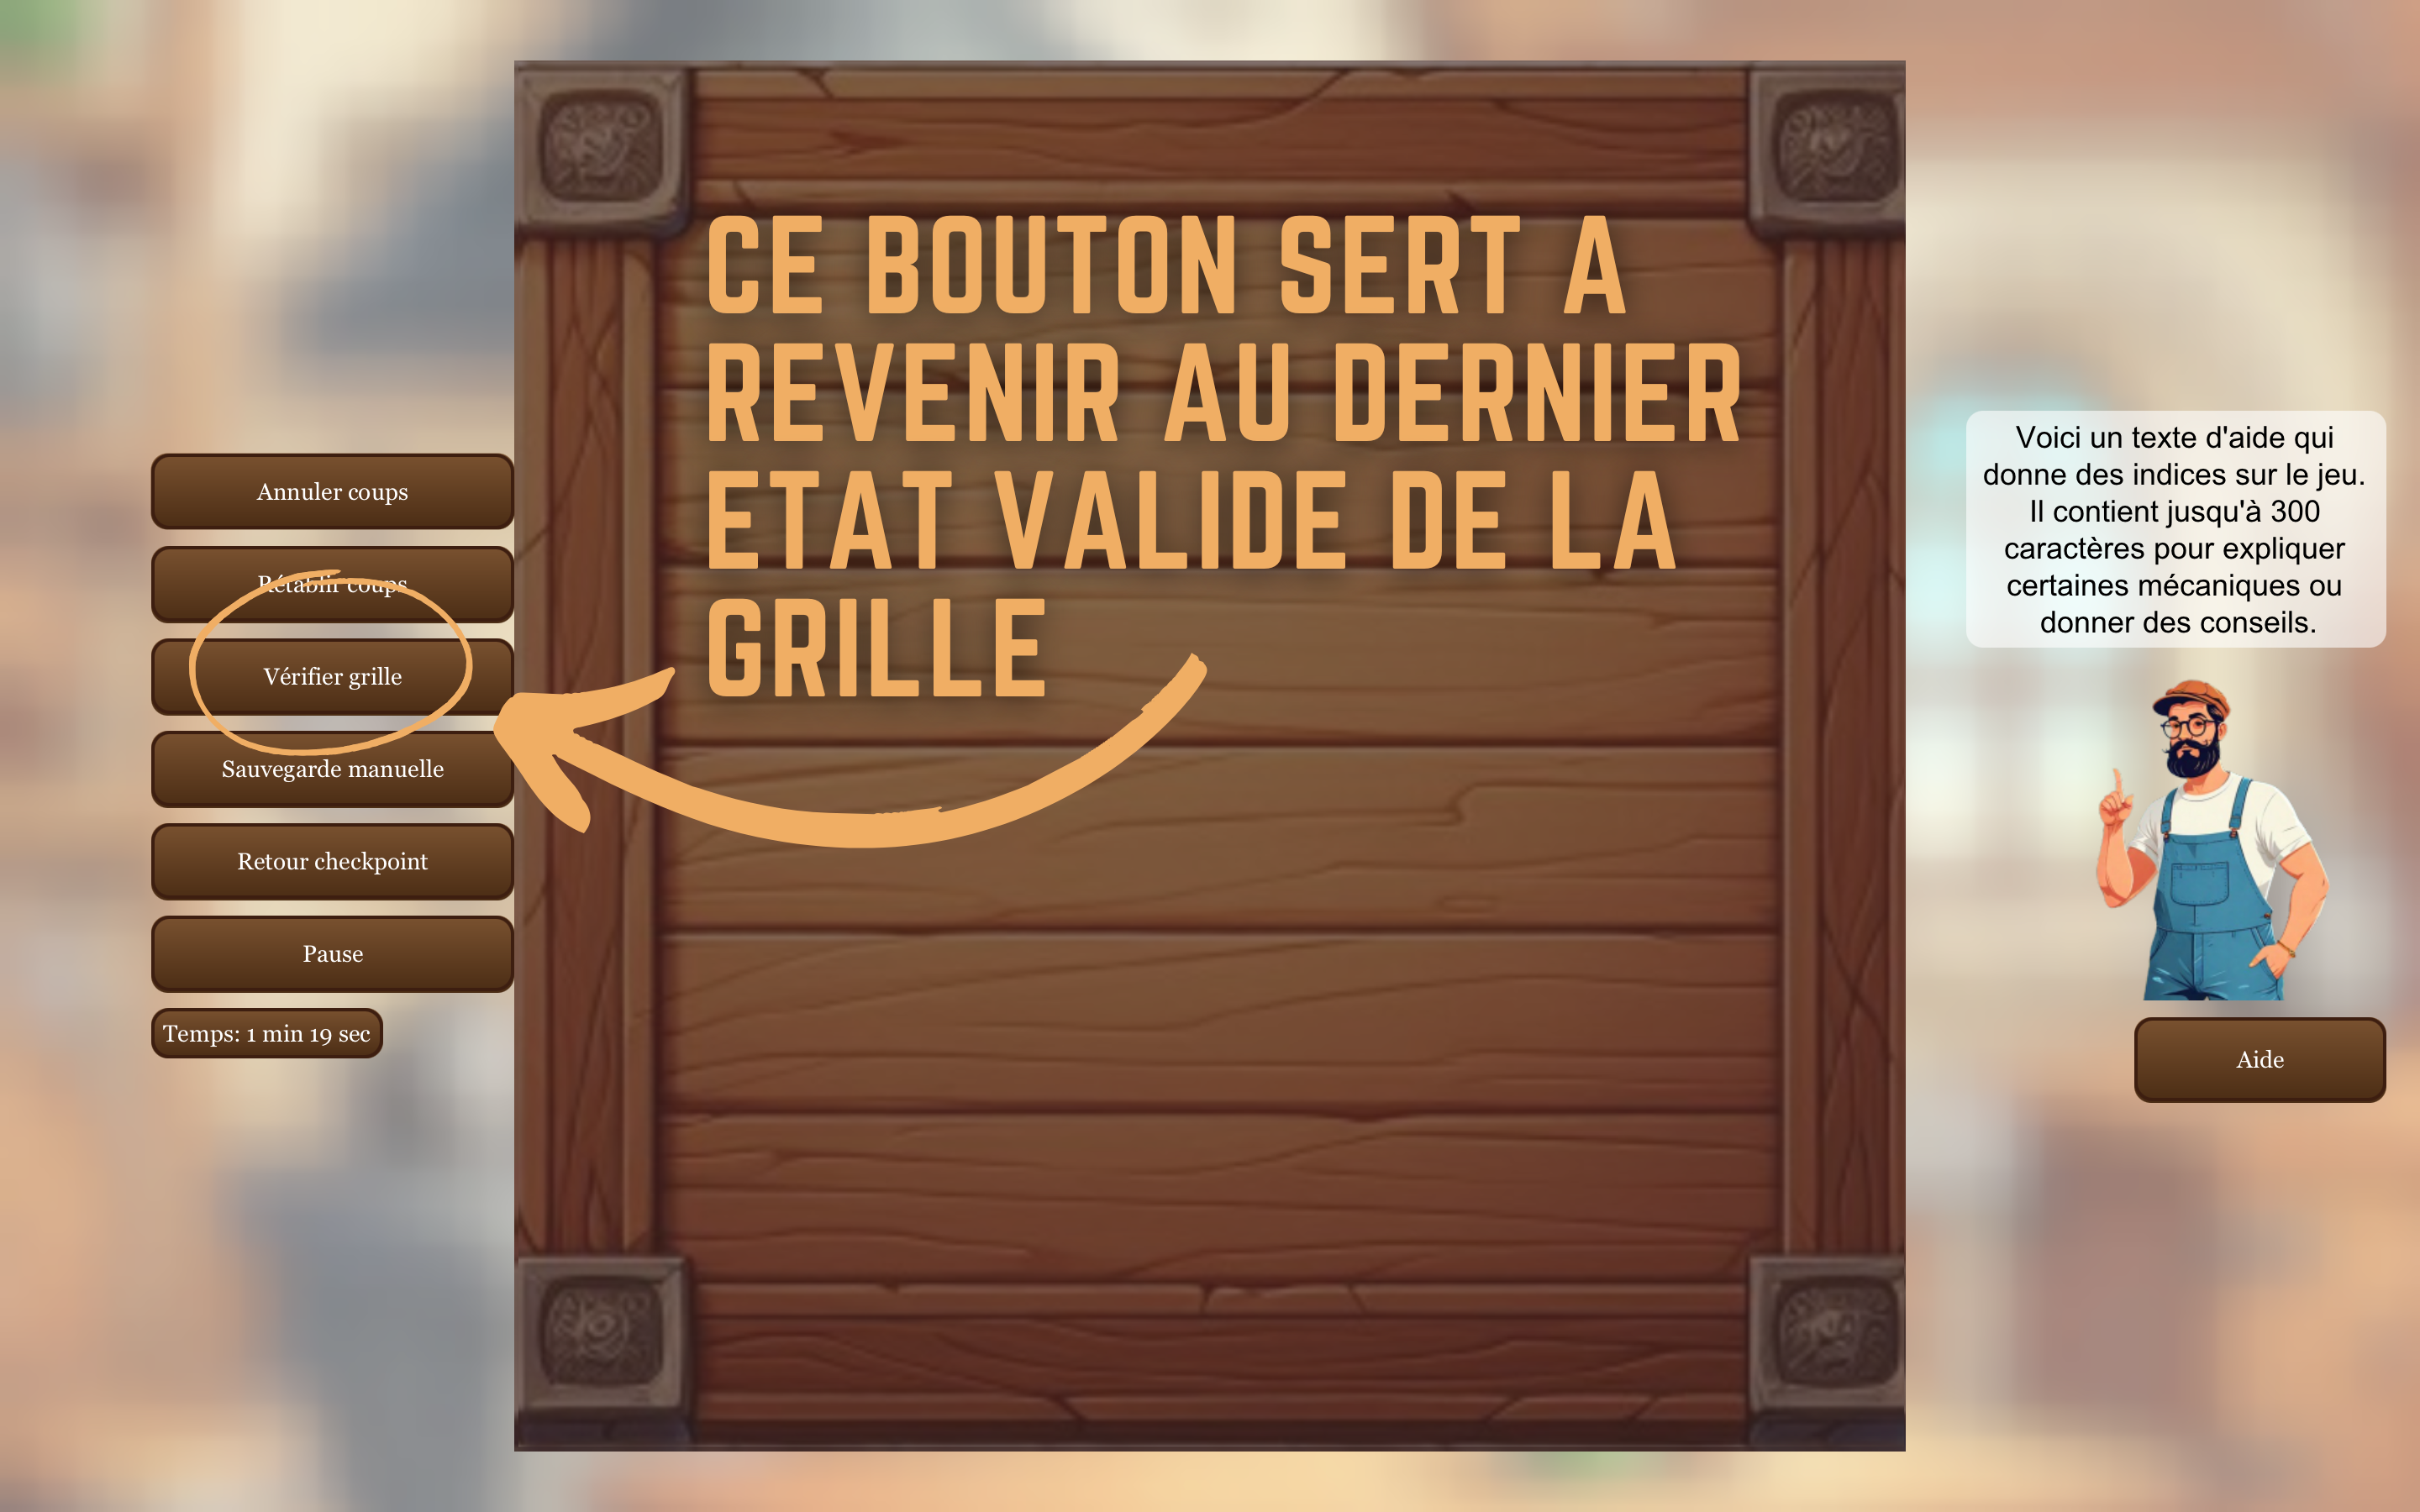 CE BOUTON SERT A
REVENIR AU DERNIER
ETAT VALIDE DE LA
GRILLE
Annuler coups
Rétablir coups
Vérifier grille
Sauvegarde manuelle
Retour checkpoint
Pause
Temps: 1 min 19 sec
Voici un texte d'aide qui
donne des indices sur le jeu.
Il contient jusqu'à 300
caractères pour expliquer
certaines mécaniques ou
donner des conseils.
Aide